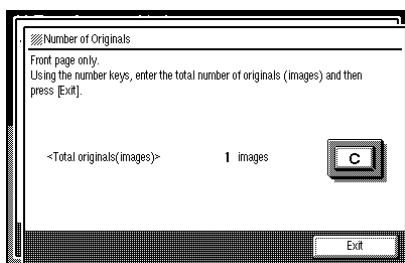 Number of Originals
Front page only.
Using the number keys, enter the total number of originals (images) and then
press [Exit].
<Total originals(images)> 1 images
C
Exit